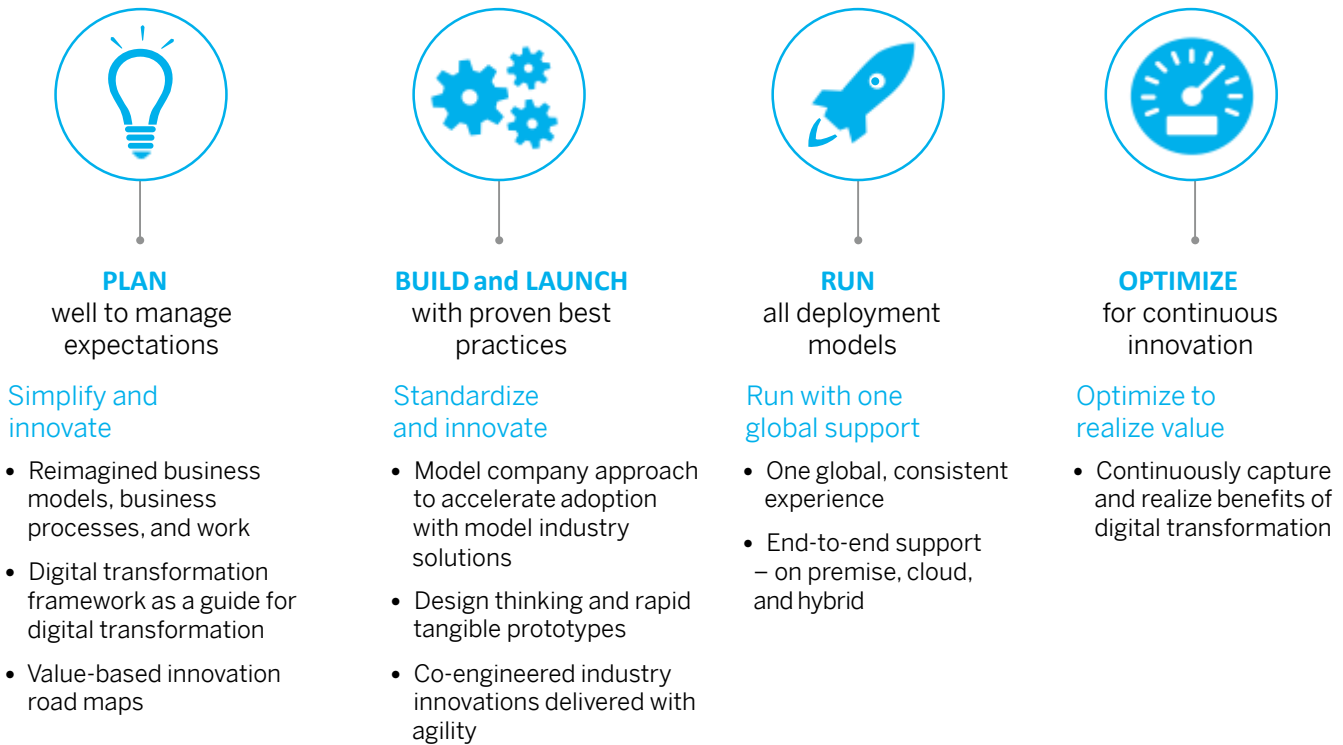 PLAN
well to manage
expectations
Simplify and
innovate
• Reimagined business
models, business
processes, and work
• Digital transformation
framework as a guide for
digital transformation
• Value-based innovation
road maps
BUILD and LAUNCH
with proven best
practices
Standardize
and innovate
• Model company approach
to accelerate adoption
with model industry
solutions
• Design thinking and rapid
tangible prototypes
• Co-engineered industry
innovations delivered with
agility
RUN
all deployment
models
Run with one
global support
• One global, consistent
experience
• End-to-end support
– on premise, cloud,
and hybrid
OPTIMIZE
for continuous
innovation
Optimize to
realize value
• Continuously capture
and realize benefits of
digital transformation